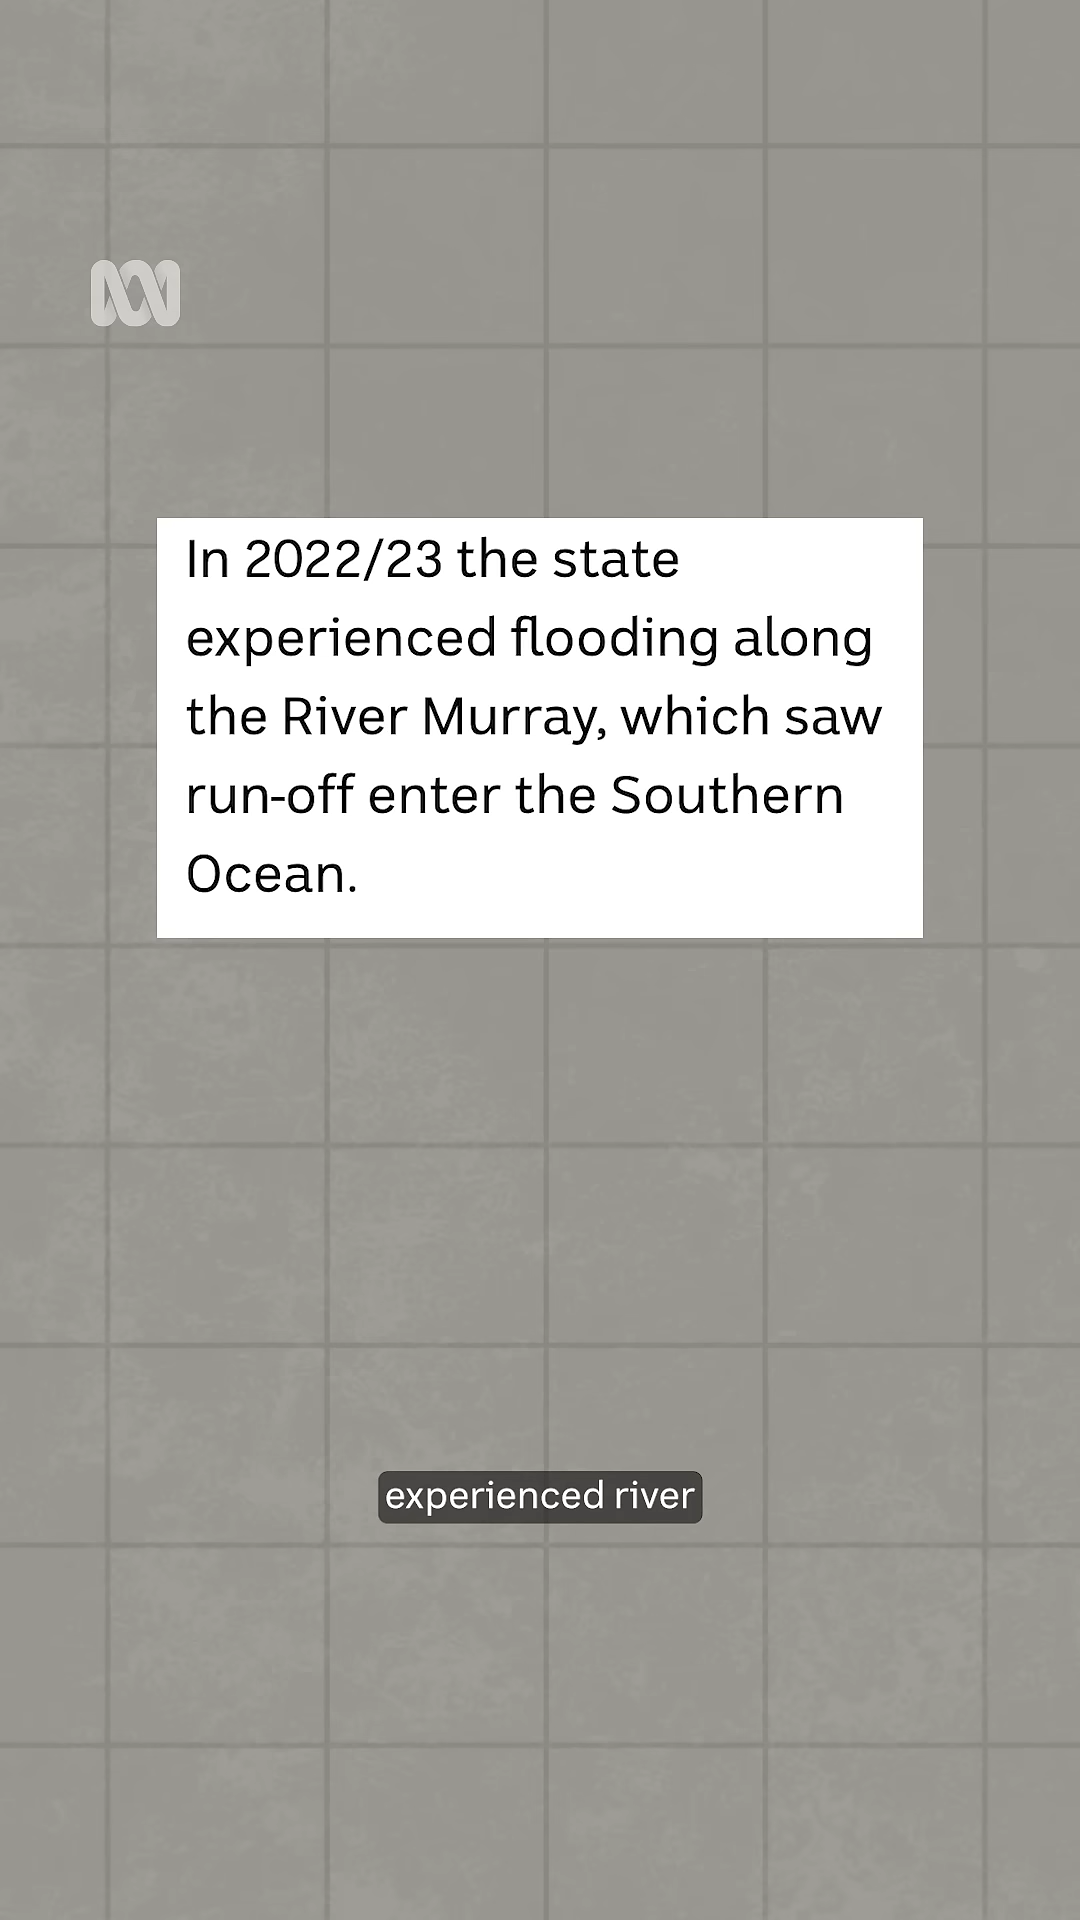 In 2022/23 the state
experienced flooding along
the River Murray, which saw
run-off enter the Southern
Ocean.
experienced river